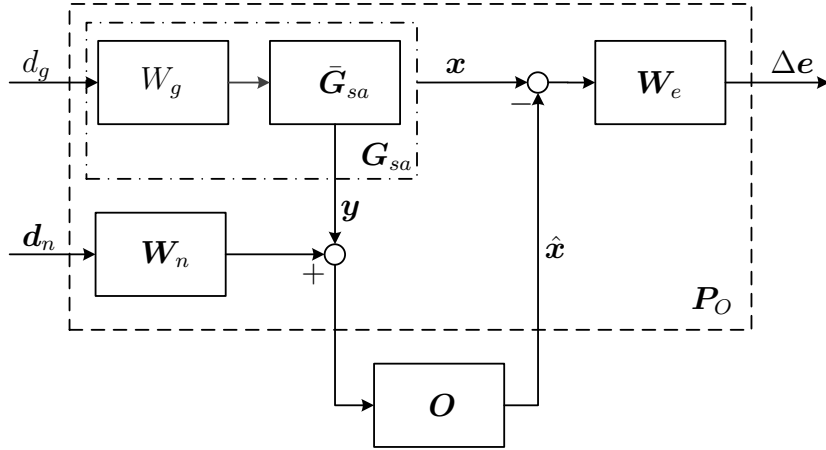 d_g
W_g
Ḡ_sa
x
−
W_e
Δe
G_sa
y
d_n
W_n
+
x̂
P_O
O